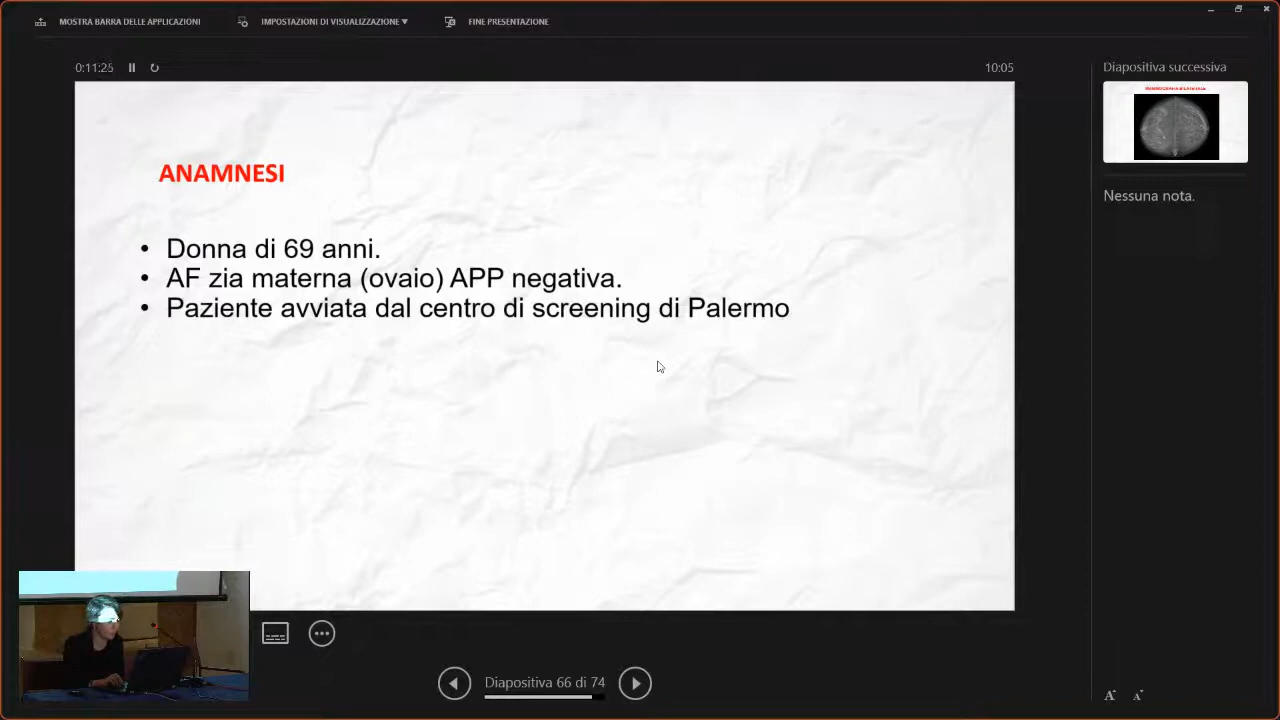 MOSTRA BARRA DELLE APPLICAZIONI
IMPOSTAZIONI DI VISUALIZZAZIONE ▼
FINE PRESENTAZIONE
0:11:25
10:05
Diapositiva successiva
ANAMNESI
• Donna di 69 anni.
• AF zia materna (ovaio) APP negativa.
• Paziente avviata dal centro di screening di Palermo
Nessuna nota.
Diapositiva 66 di 74
A A